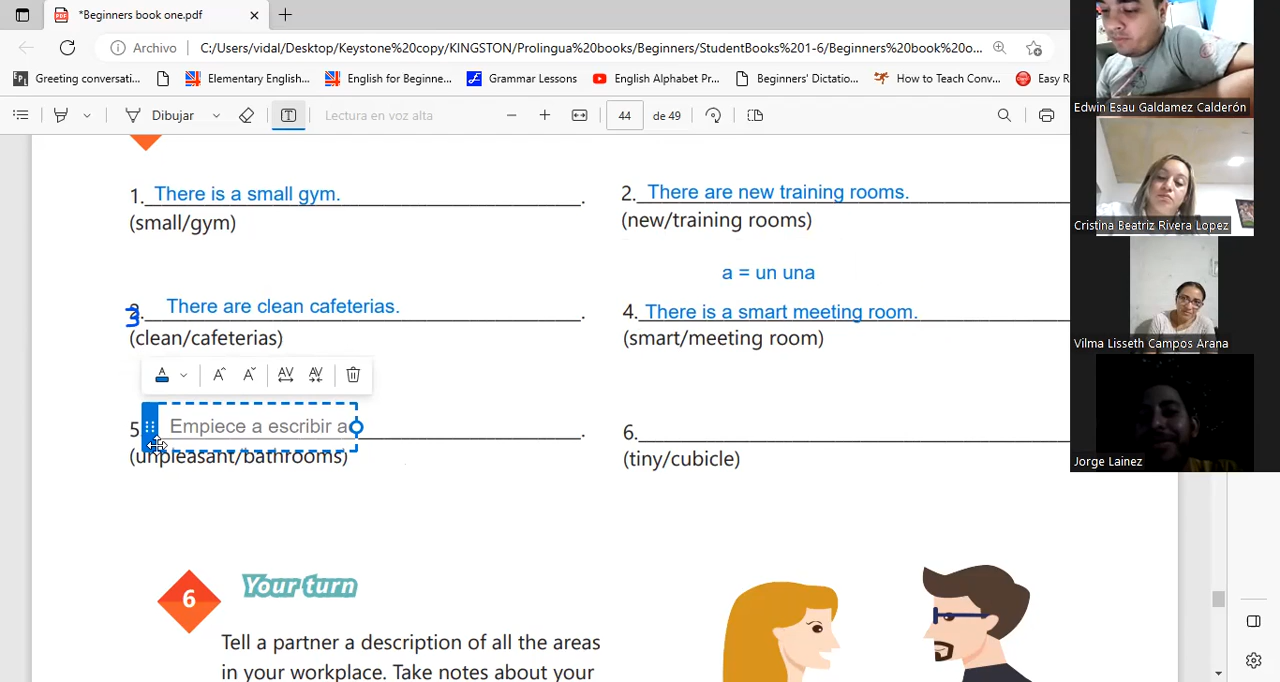 *Beginners book one.pdf
Archivo
C:/Users/vidal/Desktop/Keystone%20copy/KINGSTON/Prolingua%20books/Beginners/StudentBooks%201-6/Beginners%20book%20o...
Greeting conversati...
Elementary English...
English for Beginne...
Grammar Lessons
English Alphabet Pr...
Beginners' Dictatio...
How to Teach Conv...
Easy R
Dibujar
Lectura en voz alta
44
de 49
1. There is a small gym.
(small/gym)
2. There are new training rooms.
(new/training rooms)
a = un una
3. There are clean cafeterias.
(clean/cafeterias)
4. There is a smart meeting room.
(smart/meeting room)
5
Empiece a escribir a
(unpleasant/bathrooms)
6.
(tiny/cubicle)
6
Your turn
Tell a partner a description of all the areas
in your workplace. Take notes about your
Edwin Esau Galdamez Calderón
Cristina Beatriz Rivera Lopez
Vilma Lisseth Campos Arana
Jorge Lainez